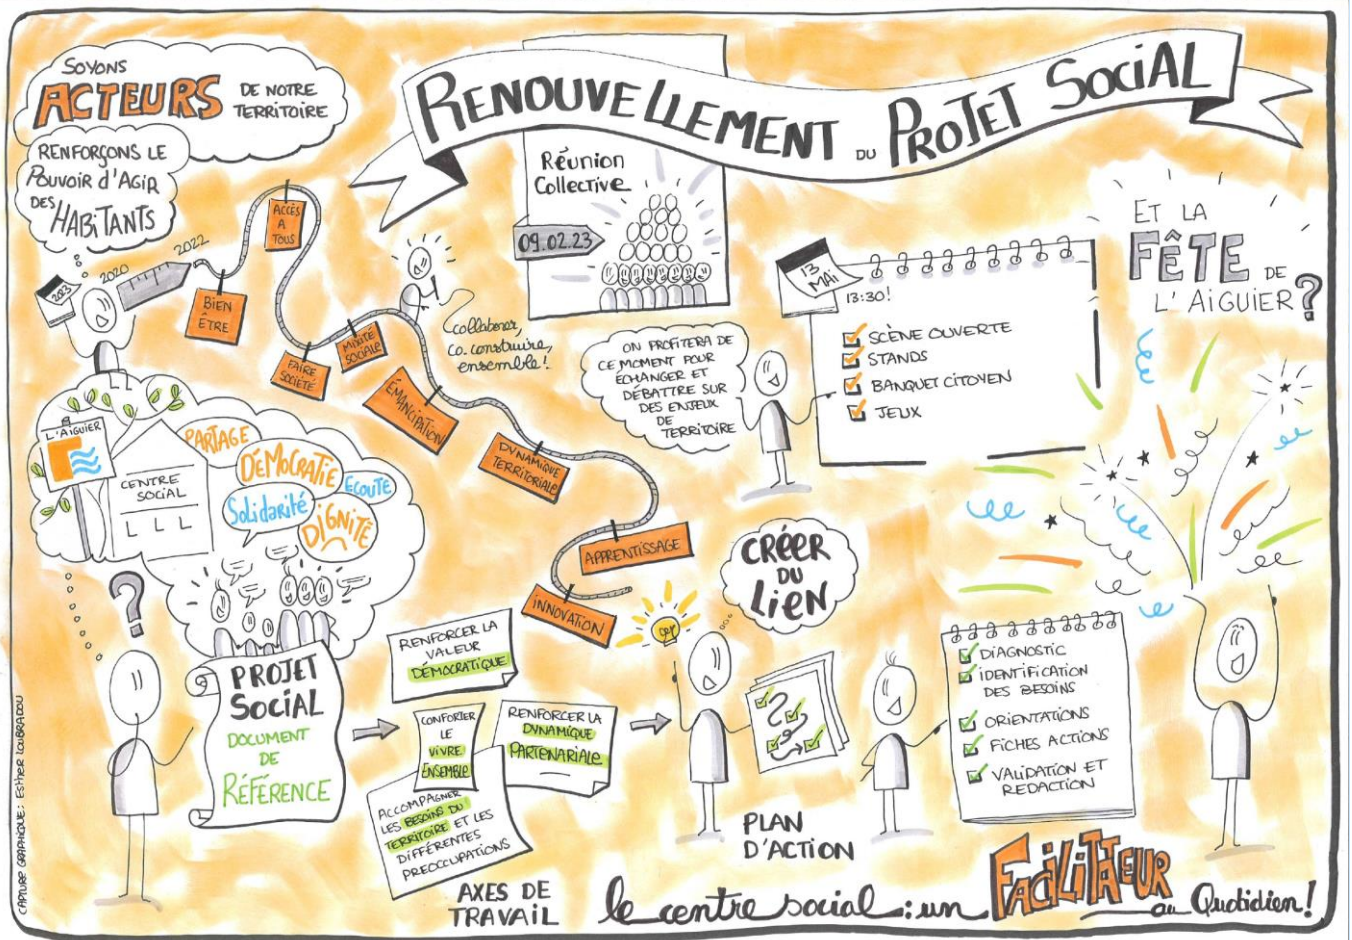 SOYONS
ACTEURS
DE NOTRE
TERRITOIRE
RENFORÇONS LE
POUVOIR d'AGIR
DES
HABITANTS
2023
2020
2022
RENOUVELLEMENT DU PROJET SOCIAL
Réunion
Collective
09.02.23
ACCÈS
A
TOUS
BIEN
ÊTRE
FAIRE
SOCIÉTÉ
MIXITÉ
SOCIALE
ÉMANCIPATION
DYNAMIQUE
TERRITORIALE
APPRENTISSAGE
INNOVATION
collaborer,
co-construire,
ensemble!
ON PROFITERA DE
CE MOMENT POUR
ÉCHANGER ET
DÉBATTRE SUR
DES ENJEUX
DE
TERRITOIRE
13
MAI
13:30!
SCÈNE OUVERTE
STANDS
BANQUET CITOYEN
JEUX
ET LA
FÊTE DE
L'AIGUIER?
L'AIGUIER
CENTRE
SOCIAL
PARTAGE
DÉMOCRATIE
Solidarité
ÉCOUTE
DIGNITÉ
?
PROJET
SOCIAL
DOCUMENT
DE
RÉFÉRENCE
RENFORCER LA
VALEUR
DÉMOCRATIQUE
CONFORTER
LE
VIVRE
ENSEMBLE
RENFORCER LA
DYNAMIQUE
PARTENARIALE
ACCOMPAGNER
LES BESOINS DU
TERRITOIRE ET LES
DIFFÉRENTES
PREOCCUPATIONS
AXES DE
TRAVAIL
CRÉER
DU
LIEN
PLAN
D'ACTION
DIAGNOSTIC
IDENTIFICATION
DES BESOINS
ORIENTATIONS
FICHES ACTIONS
VALIDATION ET
REDACTION
le centre social : un FACILITATEUR au Quotidien!
CAPTURE GRAPHIQUE : ESTHER LOUBRADOU